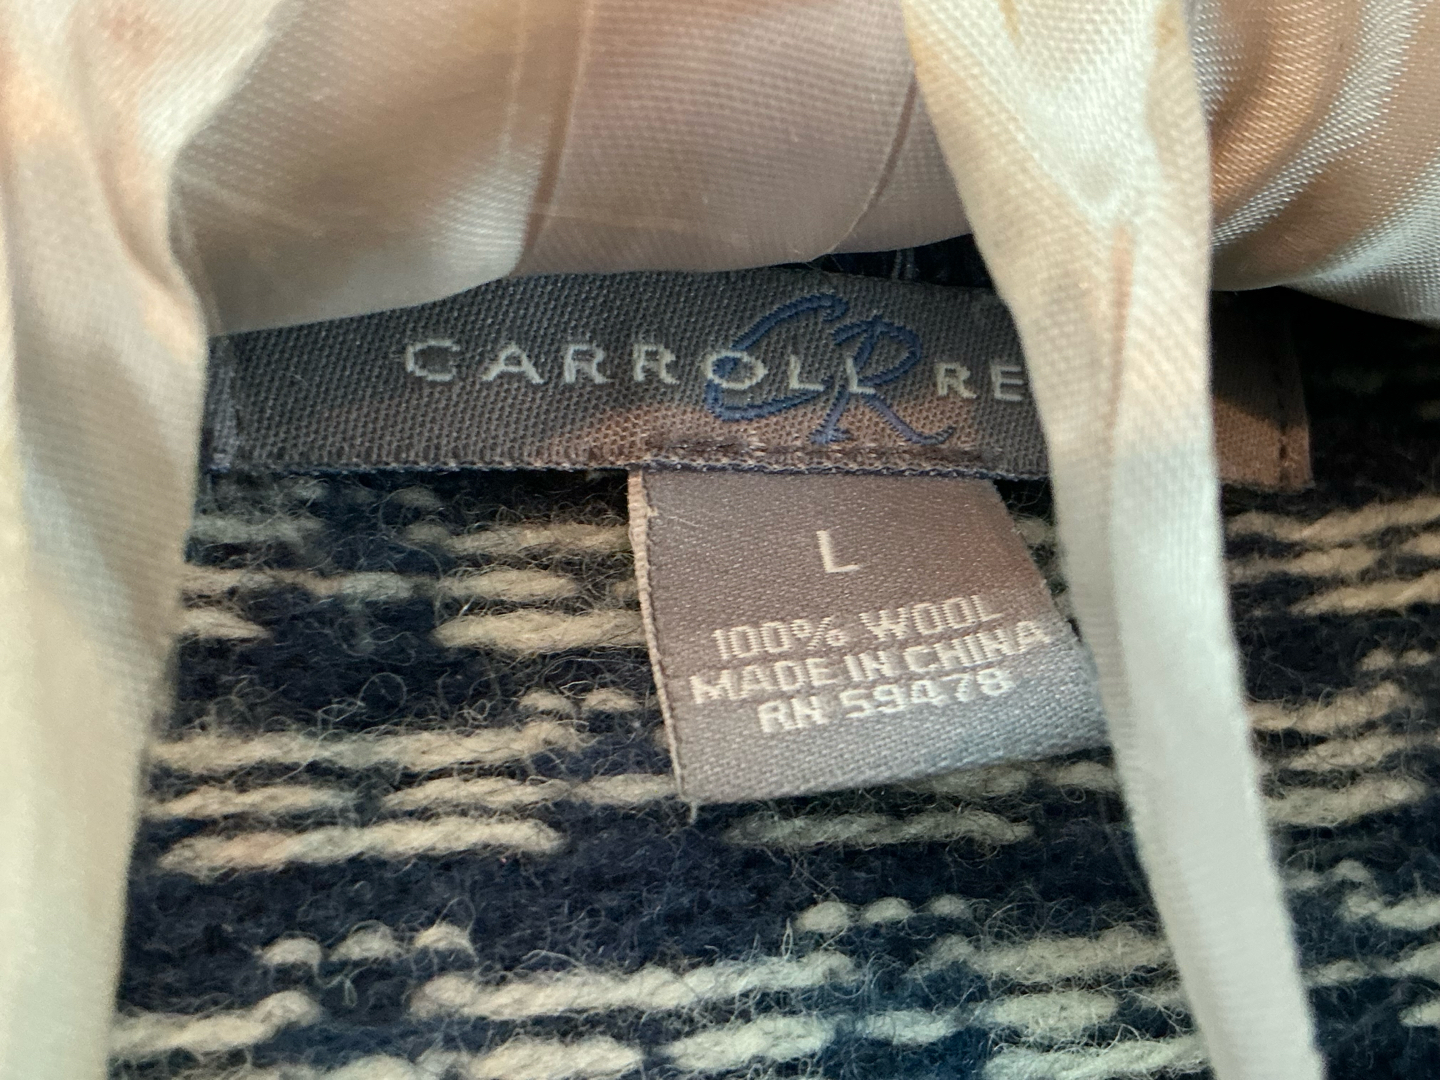 CARROLL RE
CR
L
100% WOOL
MADE IN CHINA
RN 59478